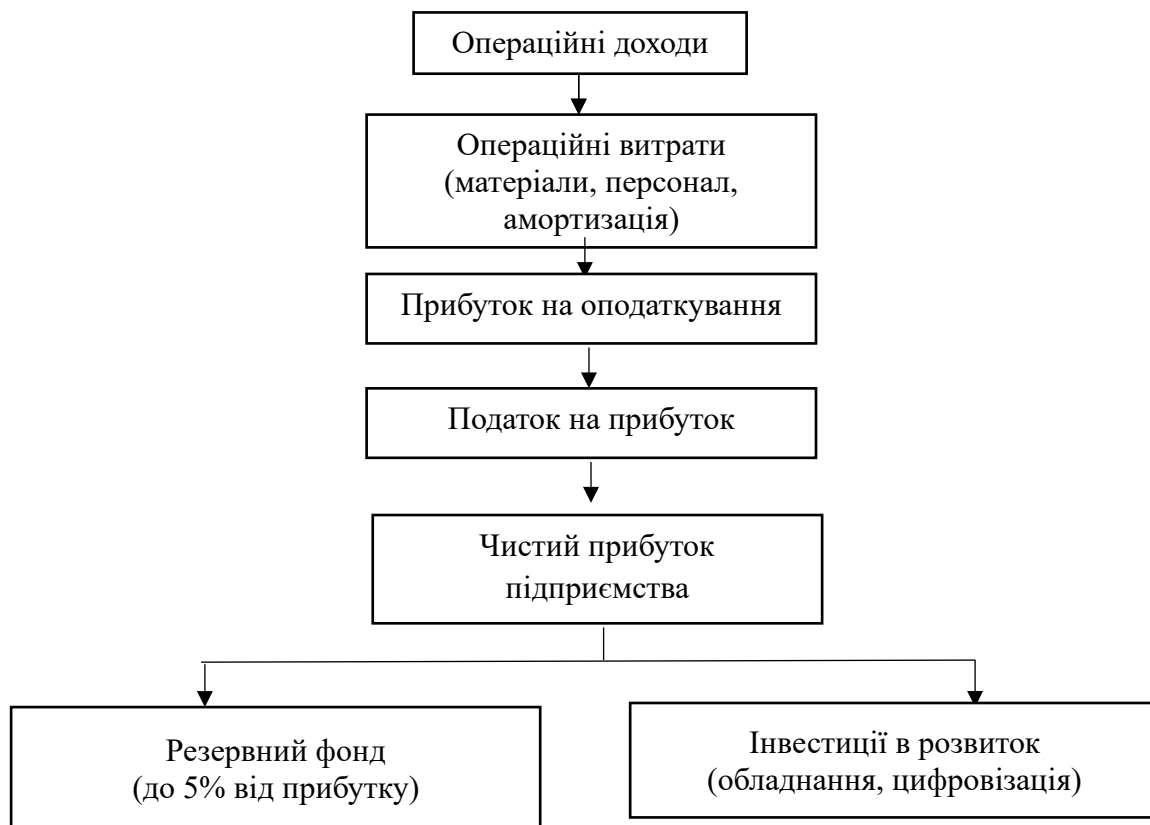 Операційні доходи
Операційні витрати
(матеріали, персонал,
амортизація)
Прибуток на оподаткування
Податок на прибуток
Чистий прибуток
підприємства
Резервний фонд
(до 5% від прибутку)
Інвестиції в розвиток
(обладнання, цифровізація)